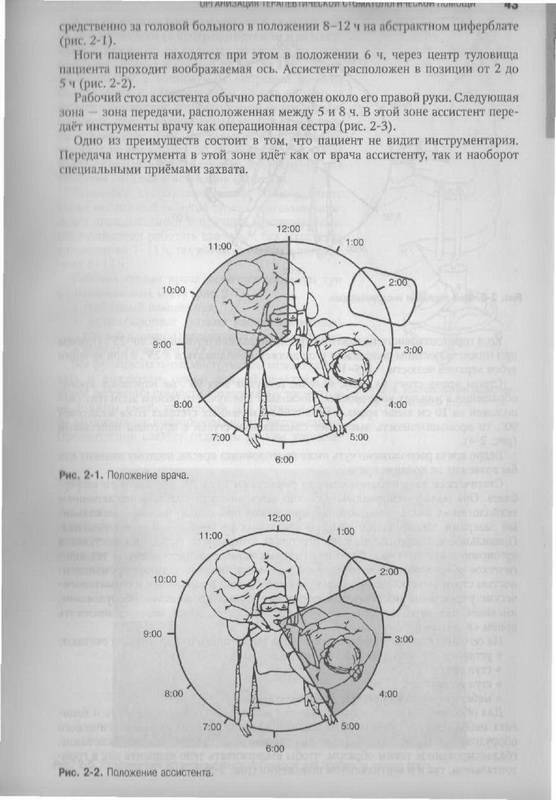 ОРГАНИЗАЦИЯ ТЕРАПЕВТИЧЕСКОЙ СТОМАТОЛОГИЧЕСКОЙ ПОМОЩИ 43
средственно за головой больного в положении 8–12 ч на абстрактном циферблате
(рис. 2-1).
Ноги пациента находятся при этом в положении 6 ч, через центр туловища
пациента проходит воображаемая ось. Ассистент расположен в позиции от 2 до
5 ч (рис. 2-2).
Рабочий стол ассистента обычно расположен около его правой руки. Следующая
зона — зона передачи, расположенная между 5 и 8 ч. В этой зоне ассистент пере-
даёт инструменты врачу как операционная сестра (рис. 2-3).
Одно из преимуществ состоит в том, что пациент не видит инструментария.
Передача инструмента в этой зоне идёт как от врача ассистенту, так и наоборот
специальными приёмами захвата.
12:00
11:00
1:00
10:00
2:00
9:00
3:00
8:00
4:00
7:00
5:00
6:00
Рис. 2-1. Положение врача.
12:00
11:00
1:00
10:00
2:00
9:00
3:00
8:00
4:00
7:00
5:00
6:00
Рис. 2-2. Положение ассистента.